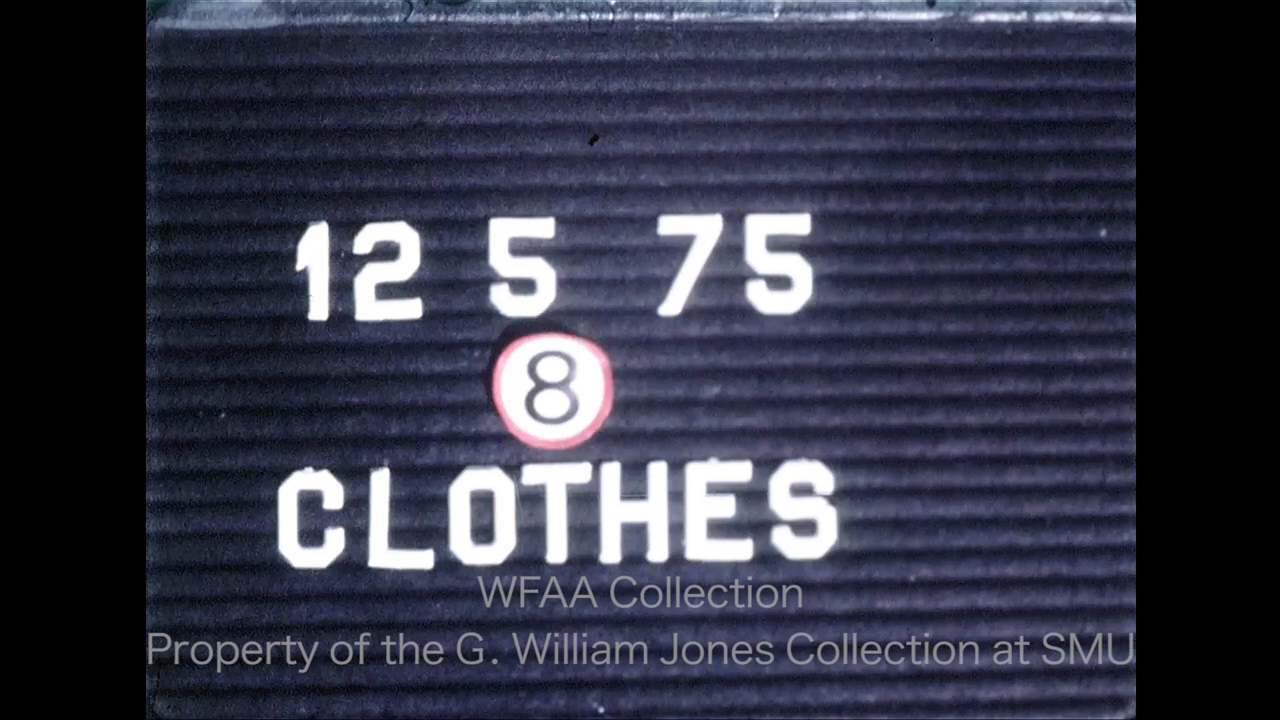 12 5 75
8
CLOTHES
WFAA Collection
Property of the G. William Jones Collection at SMU